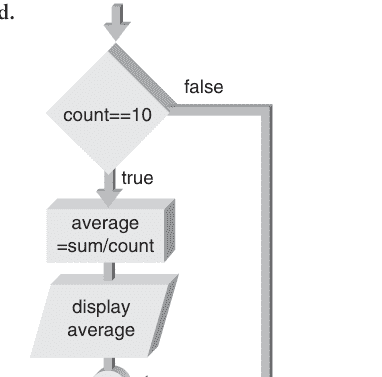 d.
false
count==10
true
average
=sum/count
display
average